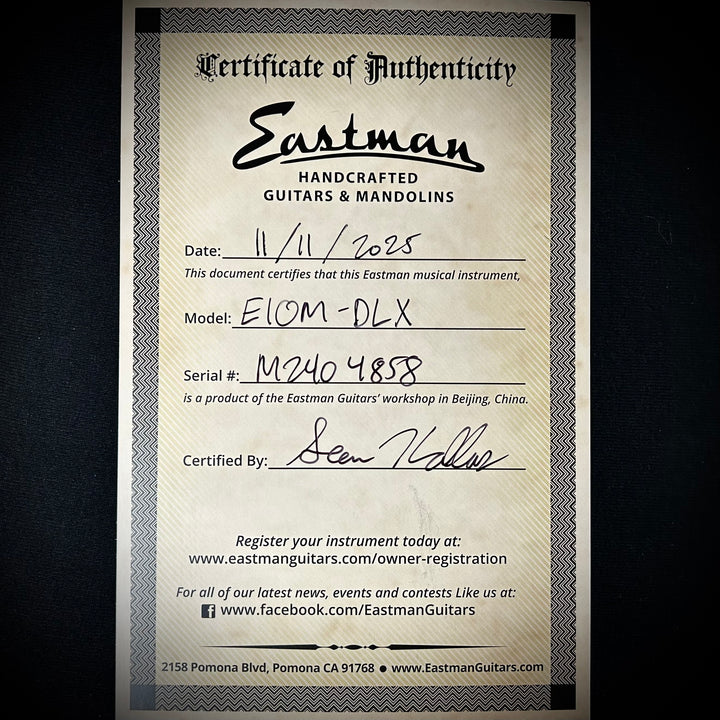 Certificate of Authenticity
Eastman
HANDCRAFTED
GUITARS & MANDOLINS
Date: 11/11/2025
This document certifies that this Eastman musical instrument,
Model: E10M-DLX
Serial #: M2404858
is a product of the Eastman Guitars' workshop in Beijing, China.
Certified By: Sean
Register your instrument today at:
www.eastmanguitars.com/owner-registration
For all of our latest news, events and contests Like us at:
f www.facebook.com/EastmanGuitars
2158 Pomona Blvd, Pomona CA 91768 ● www.EastmanGuitars.com